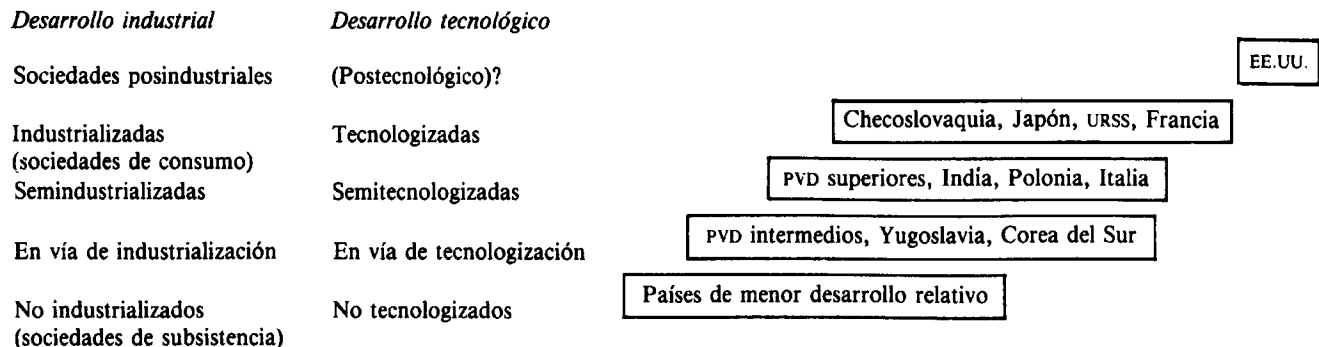 Desarrollo industrial Desarrollo tecnológico
EE.UU.
Sociedades posindustriales (Postecnológico)?
Checoslovaquia, Japón, URSS, Francia
Industrializadas Tecnologizadas
(sociedades de consumo)
PVD superiores, Indía, Polonia, Italia
Semindustrializadas Semitecnologizadas
PVD intermedios, Yugoslavia, Corea del Sur
En vía de industrialización En vía de tecnologización
Países de menor desarrollo relativo
No industrializados No tecnologizados
(sociedades de subsistencia)